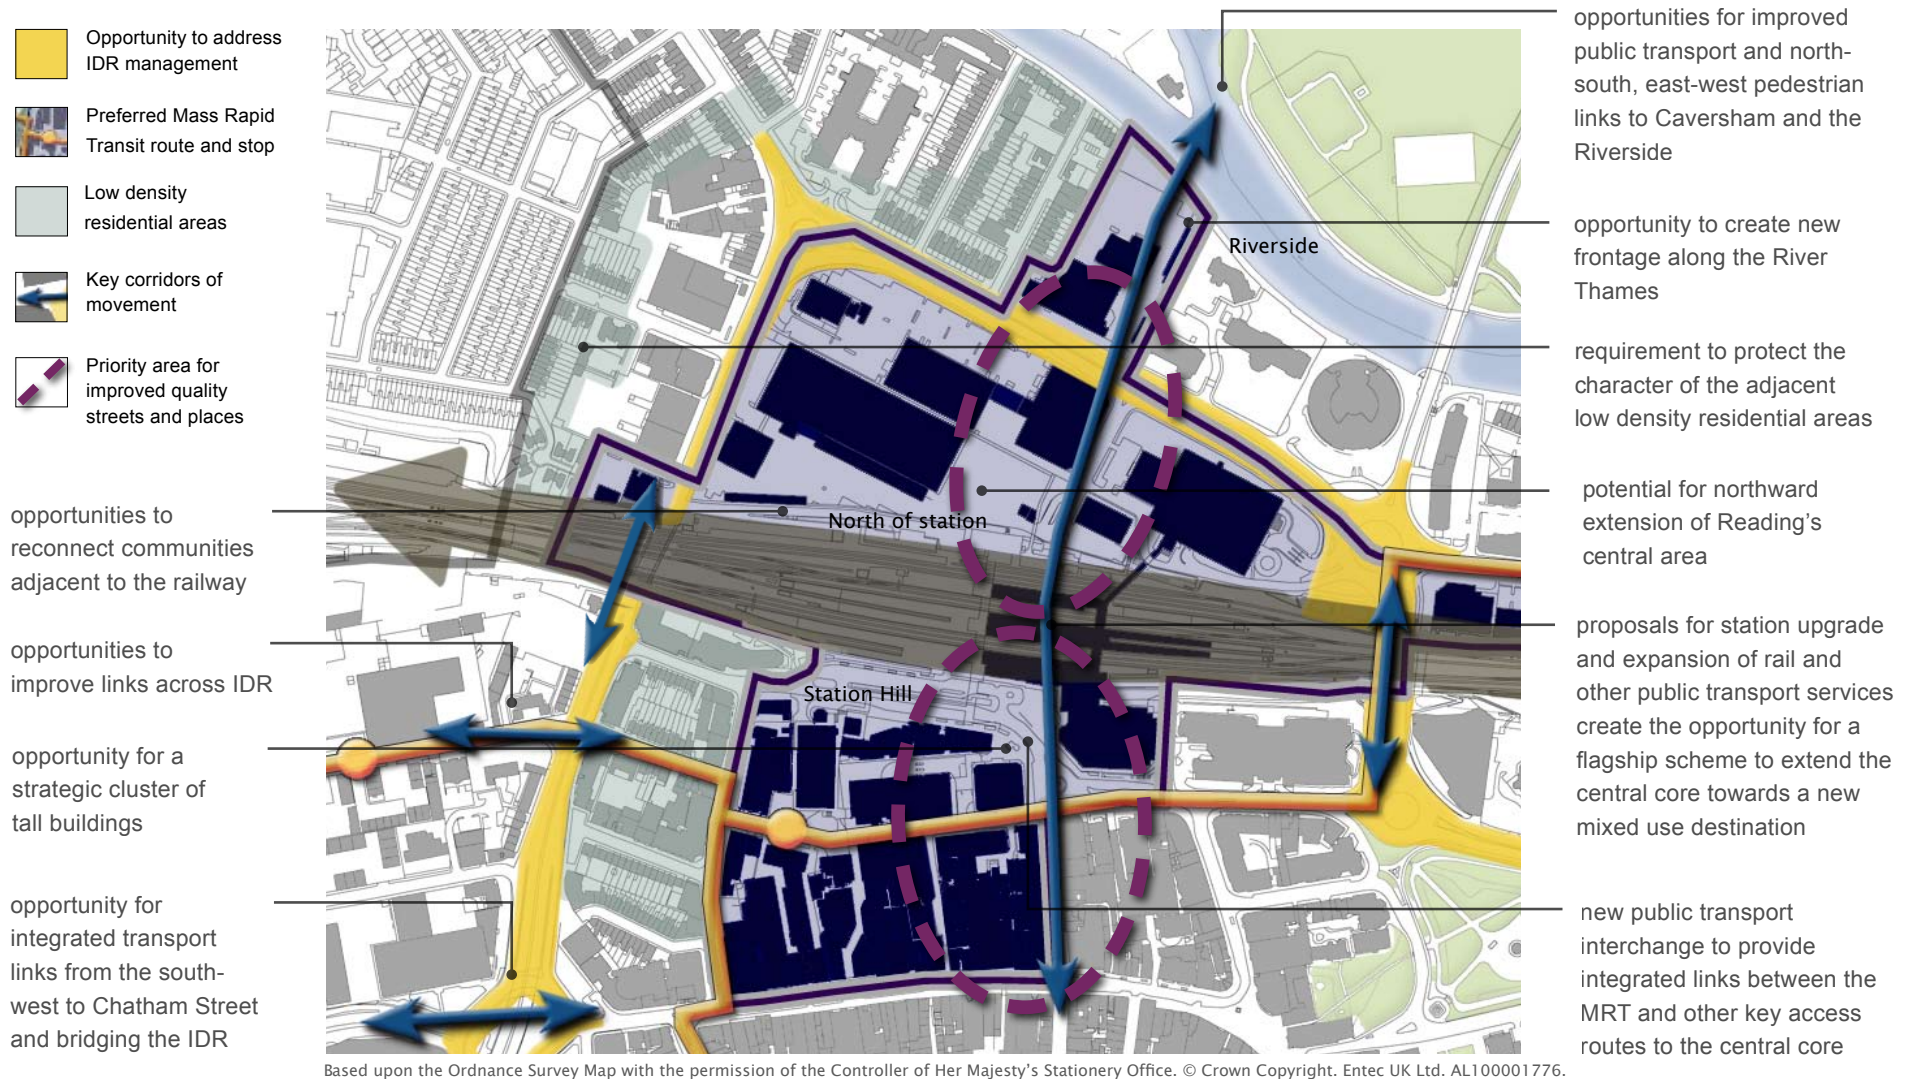 Opportunity to address
IDR management
Preferred Mass Rapid
Transit route and stop
Low density
residential areas
Key corridors of
movement
Priority area for
improved quality
streets and places
opportunities to
reconnect communities
adjacent to the railway
opportunities to
improve links across IDR
opportunity for a
strategic cluster of
tall buildings
opportunity for
integrated transport
links from the south-
west to Chatham Street
and bridging the IDR
Riverside
North of station
Station Hill
opportunities for improved
public transport and north-
south, east-west pedestrian
links to Caversham and the
Riverside
opportunity to create new
frontage along the River
Thames
requirement to protect the
character of the adjacent
low density residential areas
potential for northward
extension of Reading's
central area
proposals for station upgrade
and expansion of rail and
other public transport services
create the opportunity for a
flagship scheme to extend the
central core towards a new
mixed use destination
new public transport
interchange to provide
integrated links between the
MRT and other key access
routes to the central core
Based upon the Ordnance Survey Map with the permission of the Controller of Her Majesty's Stationery Office. © Crown Copyright. Entec UK Ltd. AL100001776.